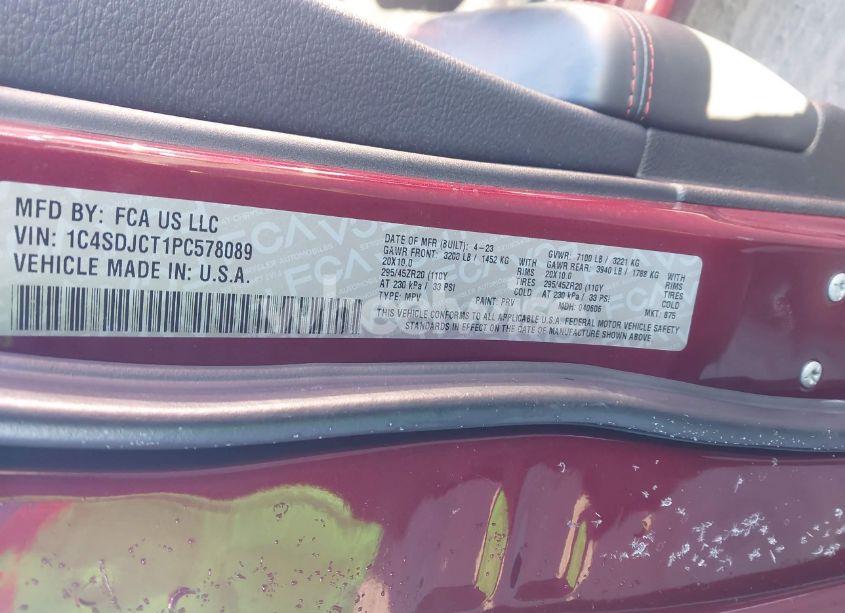 MFD BY: FCA US LLC
VIN: 1C4SDJCT1PC578089
VEHICLE MADE IN: U.S.A.
DATE OF MFR (BUILT): 4-23 GVWR: 7100 LB / 3221 KG
GAWR FRONT: 3200 LB / 1452 KG WITH GAWR REAR: 3940 LB / 1788 KG WITH
20X10.0 RIMS 20X10.0 RIMS
295/45ZR20 (110Y TIRES 295/45ZR20 (110Y TIRES
AT 230 kPa / 33 PSI COLD AT 230 kPa / 33 PSI COLD
TYPE: MPV PAINT: PRV MDH: 040606 MKT: 875
THIS VEHICLE CONFORMS TO ALL APPLICABLE U.S.A. FEDERAL MOTOR VEHICLE SAFETY
STANDARDS IN EFFECT ON THE DATE OF MANUFACTURE SHOWN ABOVE